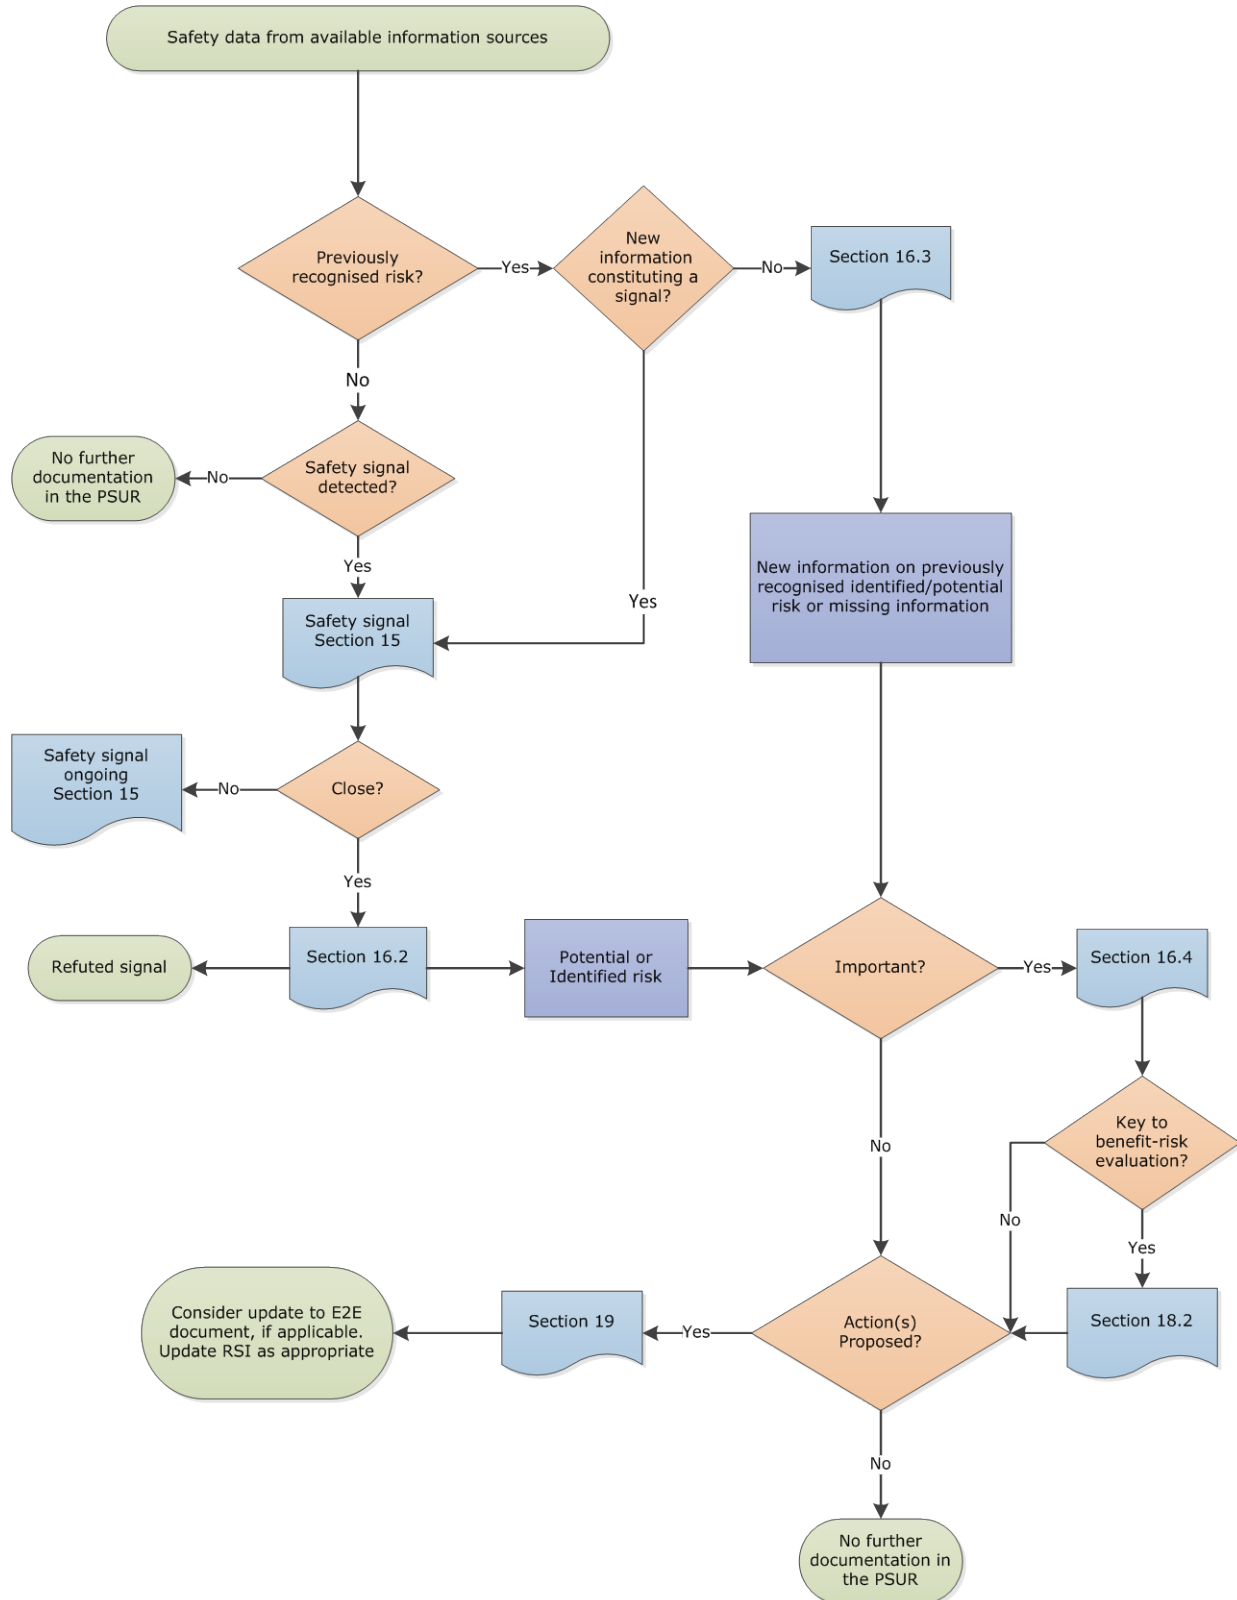 Safety data from available information sources
Previously
recognised risk?
Yes
New
information
constituting a
signal?
No
Section 16.3
No
Yes
Safety signal
detected?
No
No further
documentation
in the PSUR
Yes
New information on previously
recognised identified/potential
risk or missing information
Safety signal
Section 15
Close?
No
Safety signal
ongoing
Section 15
Yes
Section 16.2
Refuted signal
Potential or
Identified risk
Important?
Yes
Section 16.4
No
Key to
benefit-risk
evaluation?
No
Yes
Section 18.2
Action(s)
Proposed?
Yes
Section 19
Consider update to E2E
document, if applicable.
Update RSI as appropriate
No
No further
documentation in
the PSUR